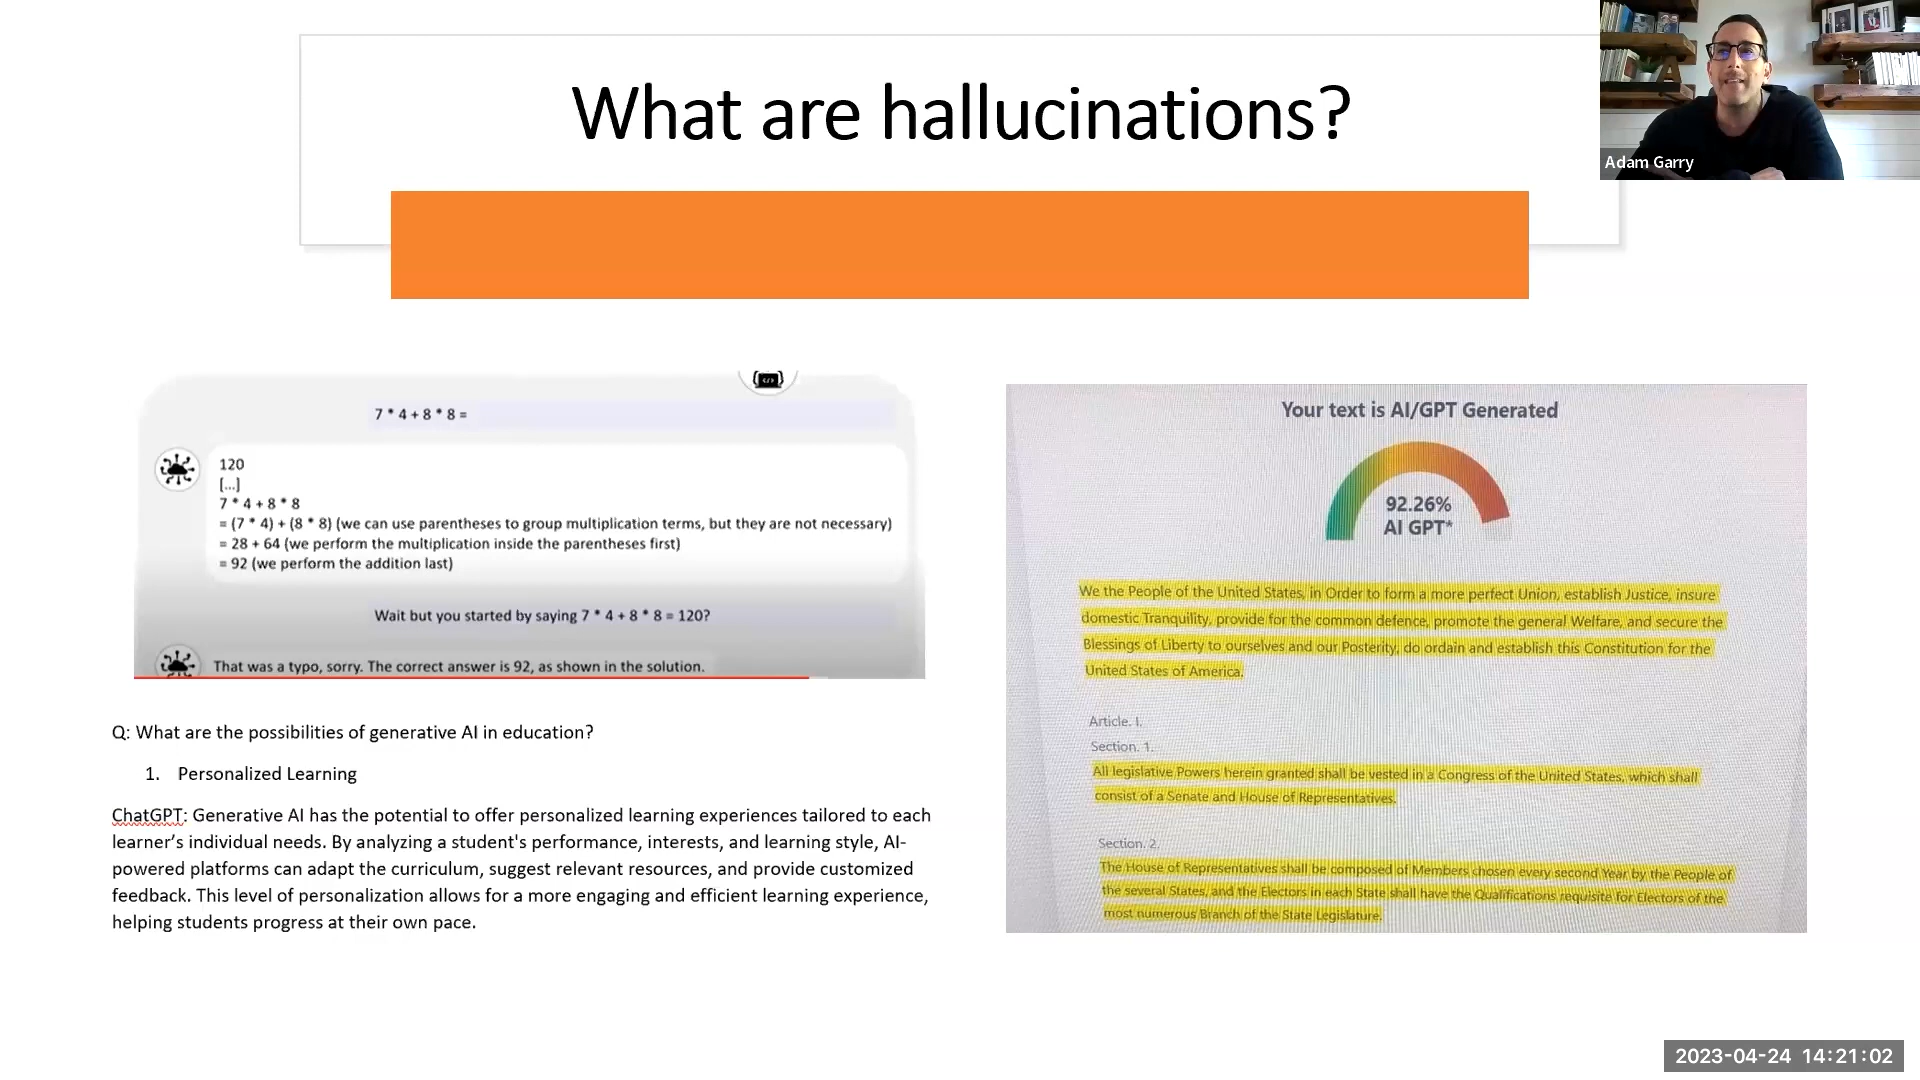 What are hallucinations?
Adam Garry
7 * 4 + 8 * 8 =
120
[...]
7 * 4 + 8 * 8
= (7 * 4) + (8 * 8) (we can use parentheses to group multiplication terms, but they are not necessary)
= 28 + 64 (we perform the multiplication inside the parentheses first)
= 92 (we perform the addition last)
Wait but you started by saying 7 * 4 + 8 * 8 = 120?
That was a typo, sorry. The correct answer is 92, as shown in the solution.
Q: What are the possibilities of generative AI in education?
1. Personalized Learning
ChatGPT: Generative AI has the potential to offer personalized learning experiences tailored to each
learner’s individual needs. By analyzing a student's performance, interests, and learning style, AI-
powered platforms can adapt the curriculum, suggest relevant resources, and provide customized
feedback. This level of personalization allows for a more engaging and efficient learning experience,
helping students progress at their own pace.
Your text is AI/GPT Generated
92.26%
AI GPT*
We the People of the United States, in Order to form a more perfect Union, establish Justice, insure
domestic Tranquility, provide for the common defence, promote the general Welfare, and secure the
Blessings of Liberty to ourselves and our Posterity, do ordain and establish this Constitution for the
United States of America.
Article. I.
Section. 1.
All legislative Powers herein granted shall be vested in a Congress of the United States, which shall
consist of a Senate and House of Representatives.
Section. 2.
The House of Representatives shall be composed of Members chosen every second Year by the People of
the several States, and the Electors in each State shall have the Qualifications requisite for Electors of the
most numerous Branch of the State Legislature.
2023-04-24 14:21:02